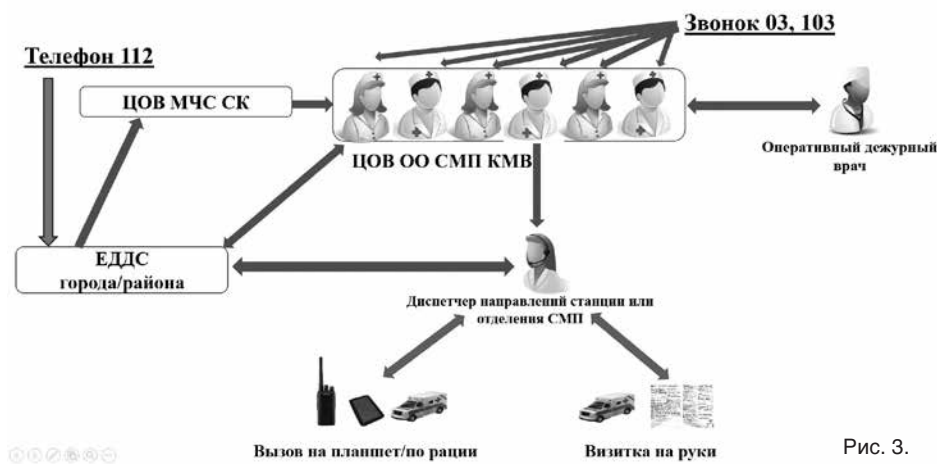 Звонок 03, 103
Телефон 112
ЦОВ МЧС СК
ЦОВ ОО СМП КМВ
Оперативный дежурный
врач
ЕДДС
города/района
Диспетчер направлений станции или
отделения СМП
Вызов на планшет/по рации
Визитка на руки
Рис. 3.